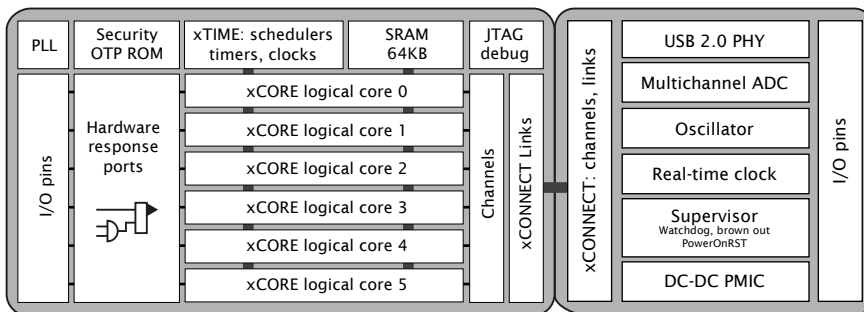 PLL
Security
OTP ROM
xTIME: schedulers
timers, clocks
SRAM
64KB
JTAG
debug
I/O pins
Hardware
response
ports
xCORE logical core 0
xCORE logical core 1
xCORE logical core 2
xCORE logical core 3
xCORE logical core 4
xCORE logical core 5
Channels
xCONNECT Links
xCONNECT: channels, links
USB 2.0 PHY
Multichannel ADC
Oscillator
Real-time clock
Supervisor
Watchdog, brown out
PowerOnRST
DC-DC PMIC
I/O pins